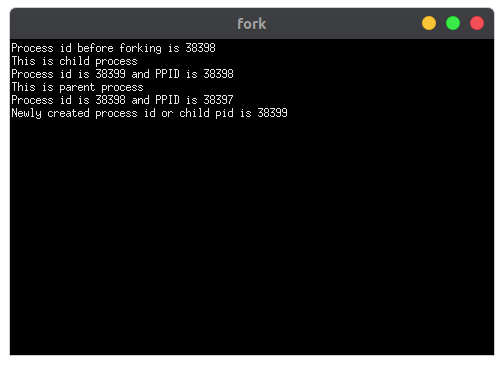 fork
Process id before forking is 38398
This is child process
Process id is 38399 and PPID is 38398
This is parent process
Process id is 38398 and PPID is 38397
Newly created process id or child pid is 38399